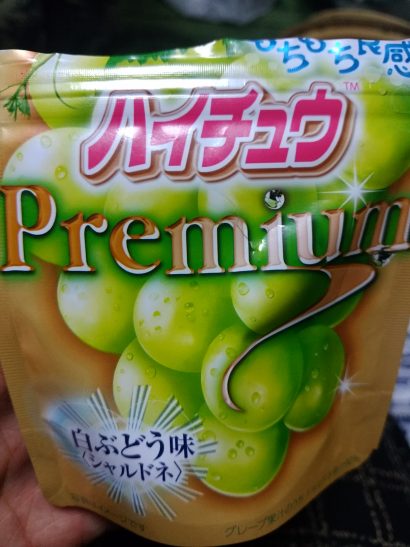 もちもち食感
ハイチュウ
TM
Premium
白ぶどう味
〈シャルドネ〉